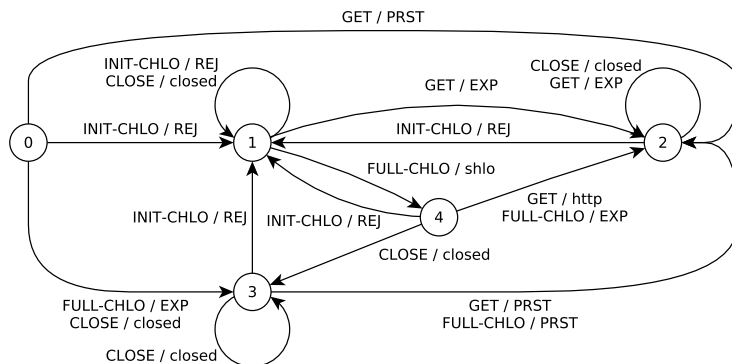 GET / PRST
INIT-CHLO / REJ
CLOSE / closed
CLOSE / closed
GET / EXP
GET / EXP
0
INIT-CHLO / REJ
1
INIT-CHLO / REJ
2
FULL-CHLO / shlo
4
GET / http
FULL-CHLO / EXP
INIT-CHLO / REJ
INIT-CHLO / REJ
CLOSE / closed
3
FULL-CHLO / EXP
CLOSE / closed
GET / PRST
FULL-CHLO / PRST
CLOSE / closed